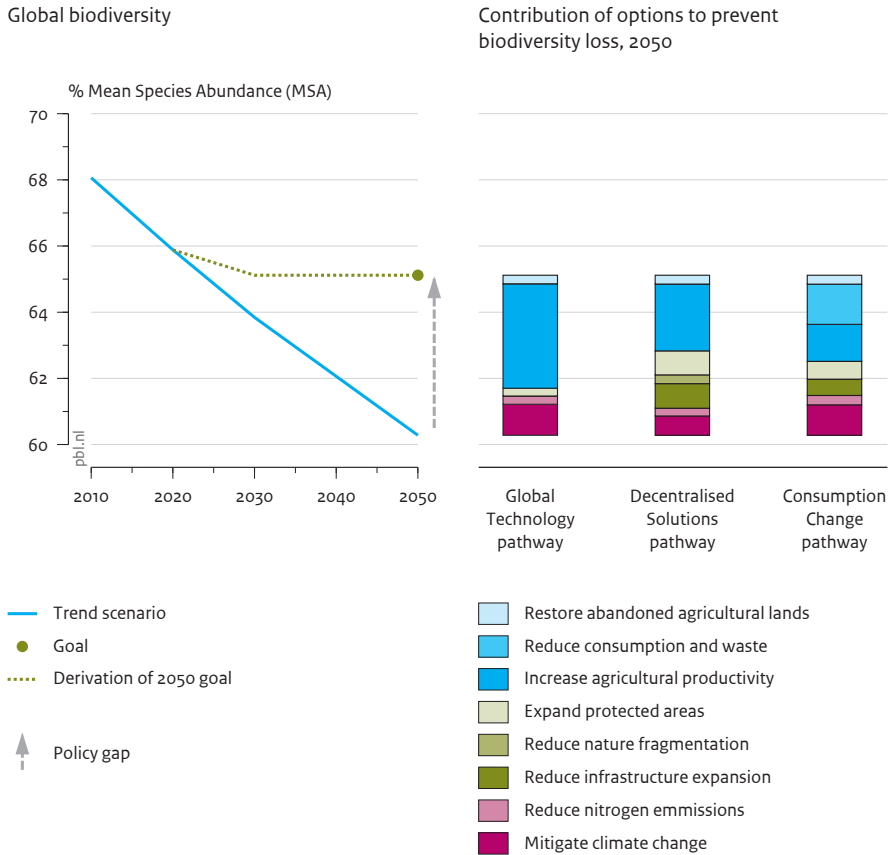 Global biodiversity
% Mean Species Abundance (MSA)
70
68
66
64
62
60
pbl.nl
2010
2020
2030
2040
2050
Trend scenario
Goal
Derivation of 2050 goal
Policy gap
Contribution of options to prevent
biodiversity loss, 2050
Global
Technology
pathway
Decentralised
Solutions
pathway
Consumption
Change
pathway
Restore abandoned agricultural lands
Reduce consumption and waste
Increase agricultural productivity
Expand protected areas
Reduce nature fragmentation
Reduce infrastructure expansion
Reduce nitrogen emmissions
Mitigate climate change